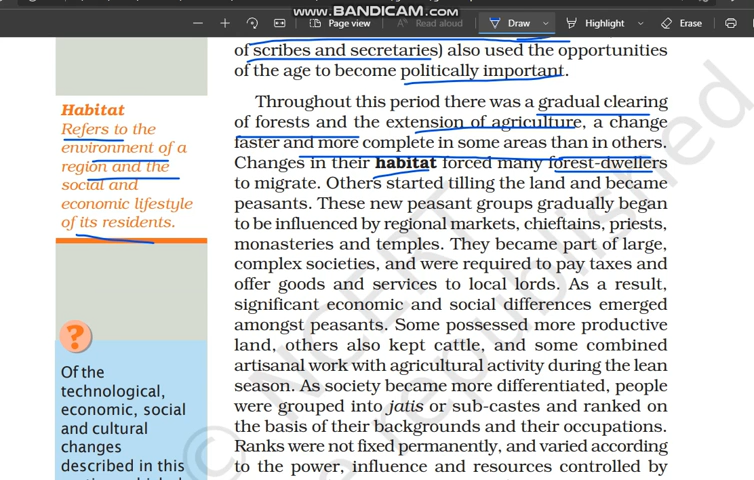 www.BANDICAM.com
Page view
Read aloud
Draw
Highlight
Erase
Read
of scribes and secretaries) also used the opportunities
of the age to become politically important.
Habitat
Refers to the
environment of a
region and the
social and
economic lifestyle
of its residents.
Throughout this period there was a gradual clearing
of forests and the extension of agriculture, a change
faster and more complete in some areas than in others.
Changes in their habitat forced many forest-dwellers
to migrate. Others started tilling the land and became
peasants. These new peasant groups gradually began
to be influenced by regional markets, chieftains, priests,
monasteries and temples. They became part of large,
complex societies, and were required to pay taxes and
offer goods and services to local lords. As a result,
significant economic and social differences emerged
amongst peasants. Some possessed more productive
land, others also kept cattle, and some combined
artisanal work with agricultural activity during the lean
season. As society became more differentiated, people
were grouped into jatis or sub-castes and ranked on
the basis of their backgrounds and their occupations.
Ranks were not fixed permanently, and varied according
to the power, influence and resources controlled by
?
Of the
technological,
economic, social
and cultural
changes
described in this
© NCERT
republished